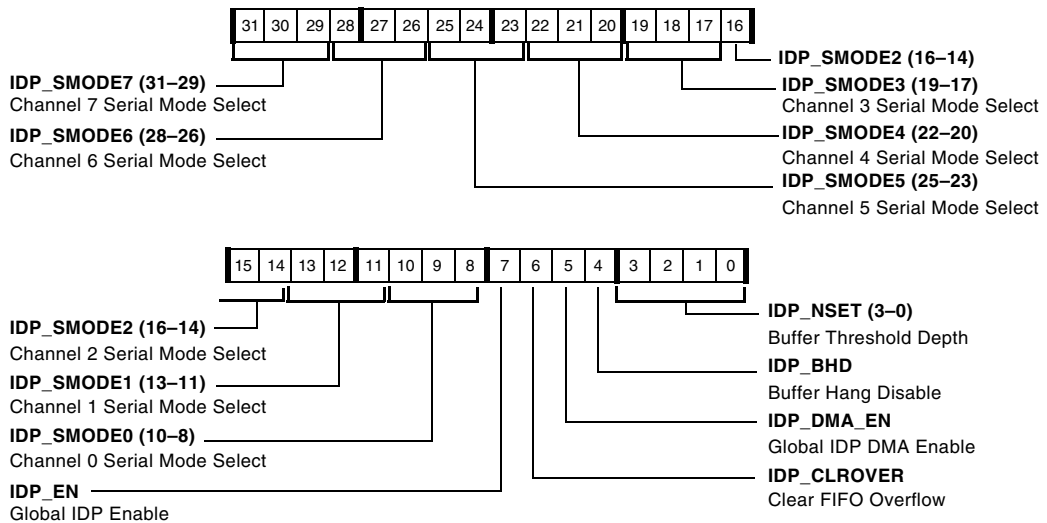 31 30 29 28 27 26 25 24 23 22 21 20 19 18 17 16
IDP_SMODE2 (16–14)
IDP_SMODE7 (31–29)
Channel 7 Serial Mode Select
IDP_SMODE3 (19–17)
Channel 3 Serial Mode Select
IDP_SMODE6 (28–26)
Channel 6 Serial Mode Select
IDP_SMODE4 (22–20)
Channel 4 Serial Mode Select
IDP_SMODE5 (25–23)
Channel 5 Serial Mode Select
15 14 13 12 11 10 9 8 7 6 5 4 3 2 1 0
IDP_SMODE2 (16–14)
Channel 2 Serial Mode Select
IDP_SMODE1 (13–11)
Channel 1 Serial Mode Select
IDP_SMODE0 (10–8)
Channel 0 Serial Mode Select
IDP_EN
Global IDP Enable
IDP_NSET (3–0)
Buffer Threshold Depth
IDP_BHD
Buffer Hang Disable
IDP_DMA_EN
Global IDP DMA Enable
IDP_CLROVER
Clear FIFO Overflow